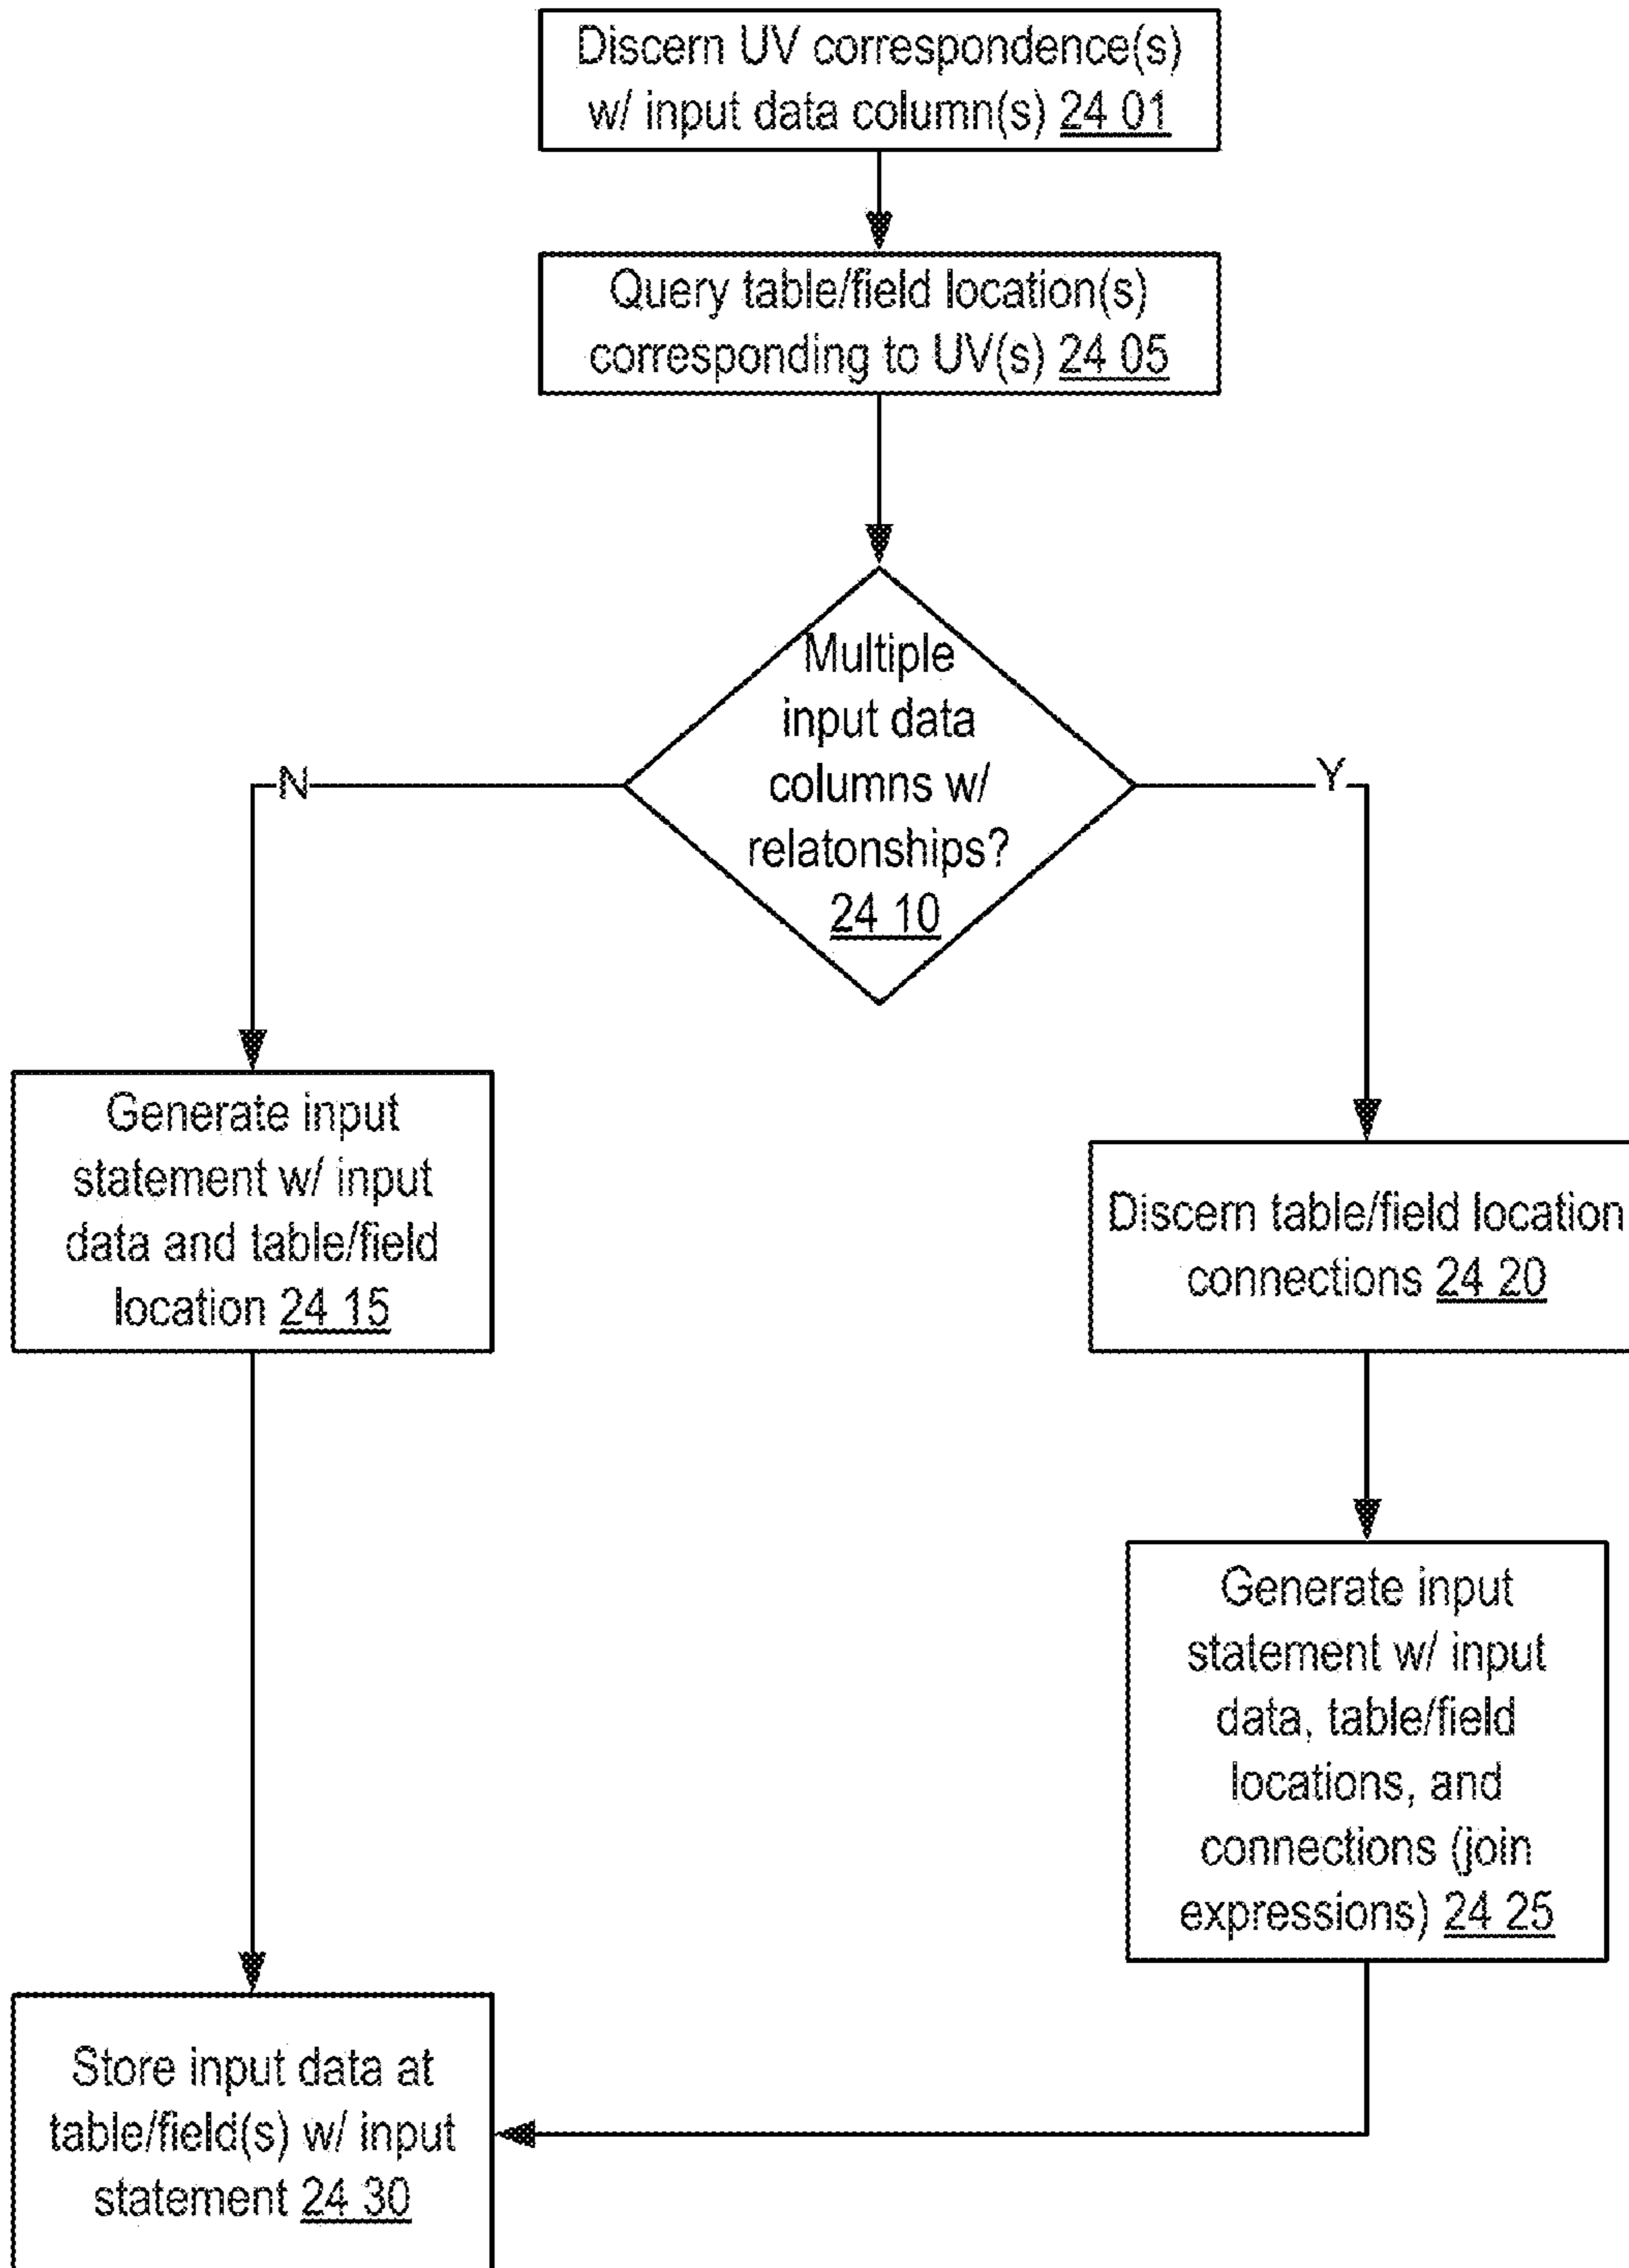 Discern UV correspondence(s)
w/ input data column(s) 24 01
Query table/field location(s)
corresponding to UV(s) 24 05
Multiple
input data
columns w/
relatonships?
24 10
N
Y
Generate input
statement w/ input
data and table/field
location 24 15
Discern table/field location
connections 24 20
Generate input
statement w/ input
data, table/field
locations, and
connections (join
expressions) 24 25
Store input data at
table/field(s) w/ input
statement 24 30